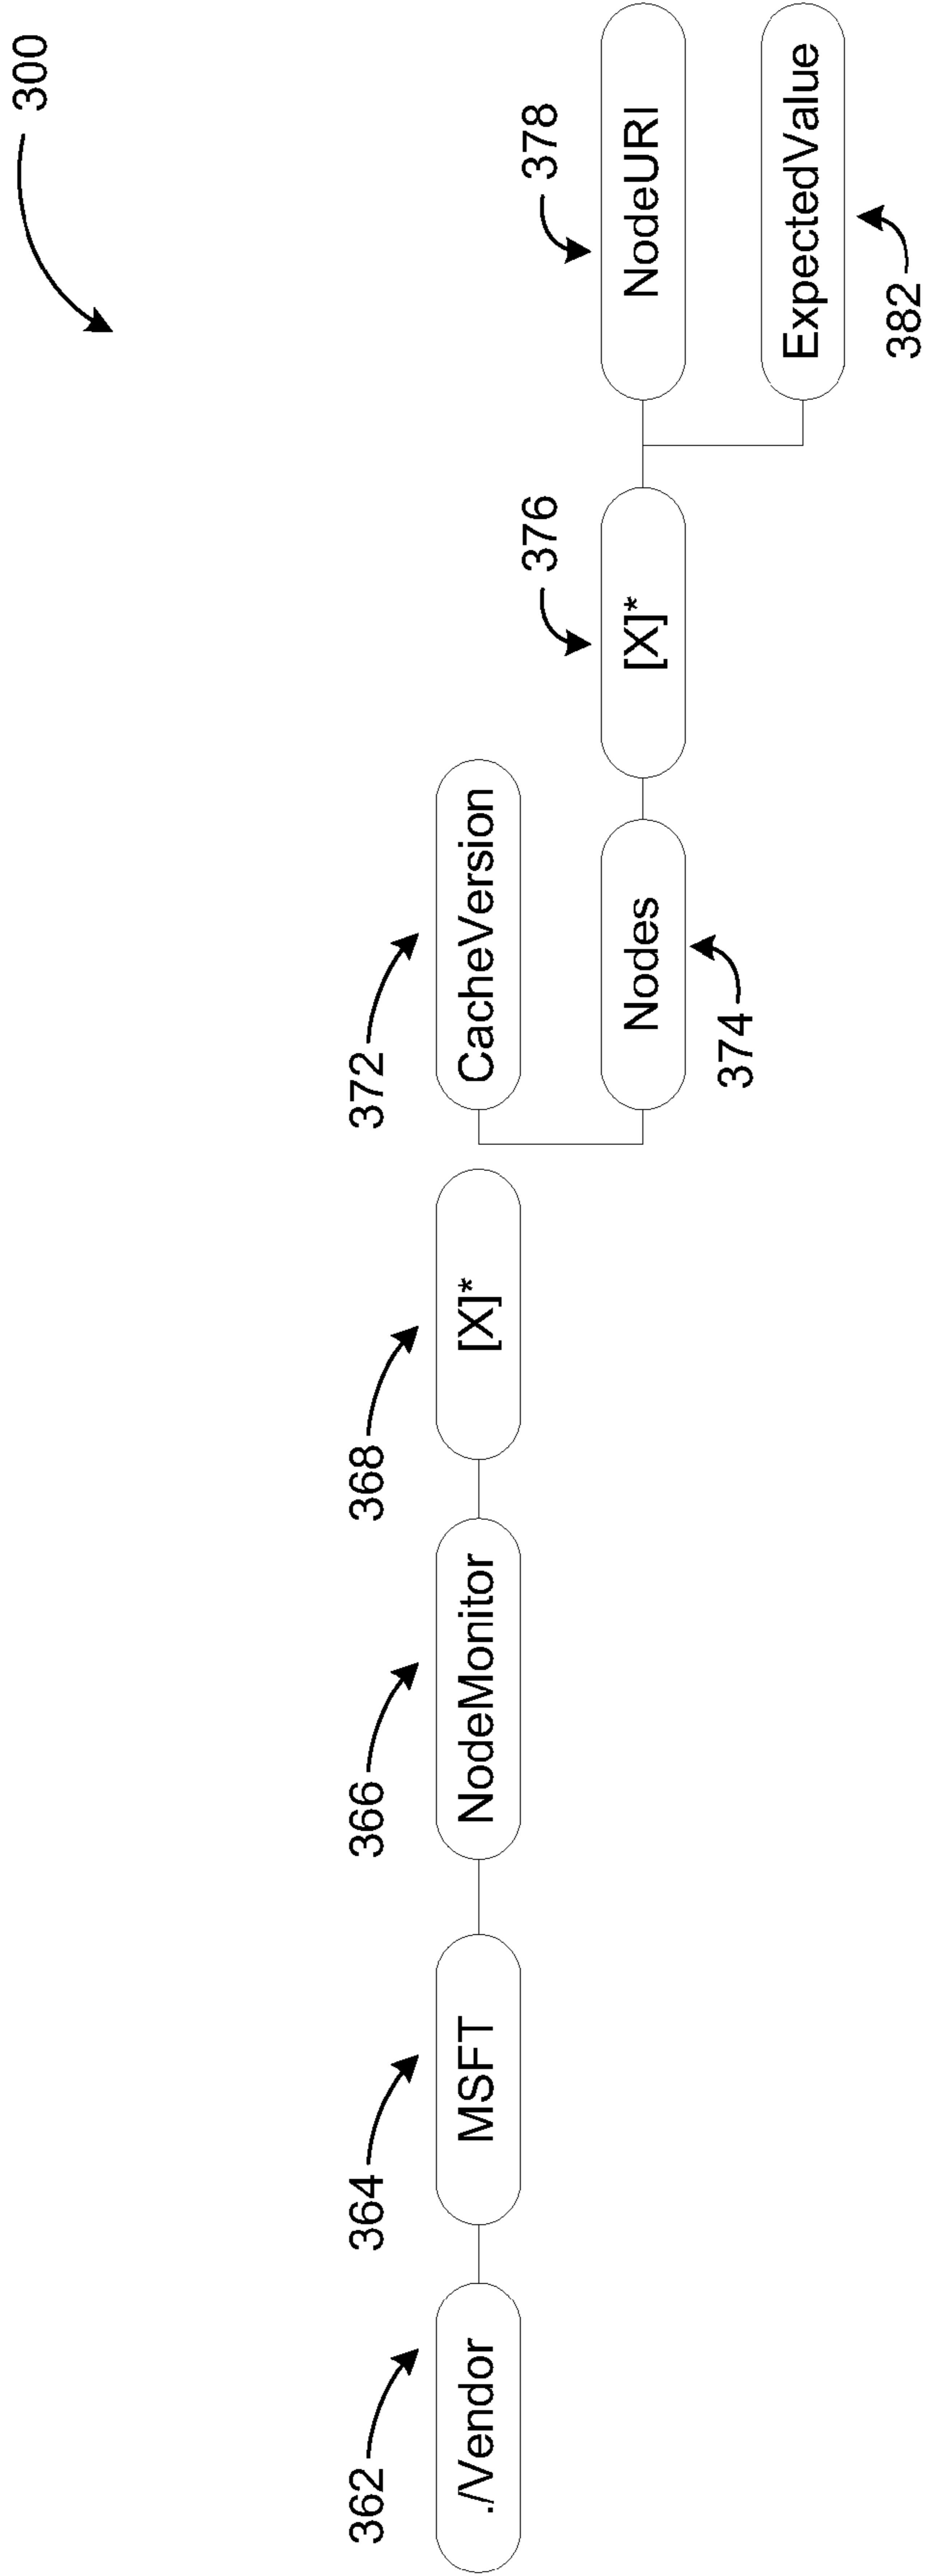 300
362
./Vendor
364
MSFT
366
NodeMonitor
368
[X]*
372
CacheVersion
374
Nodes
376
[X]*
378
NodeURI
382
ExpectedValue